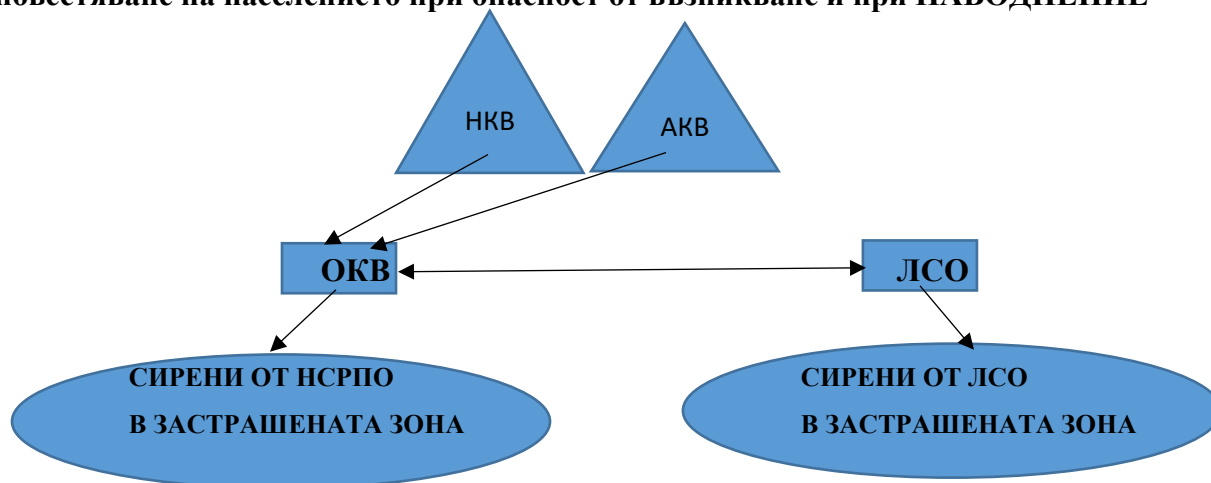 повестяване на населението при опасност от възникване и при НАВОДНЕНИЕ
НКВ
АКВ
ОКВ
ЛСО
СИРЕНИ ОТ НСРПО
В ЗАСТРАШЕНАТА ЗОНА
СИРЕНИ ОТ ЛСО
В ЗАСТРАШЕНАТА ЗОНА